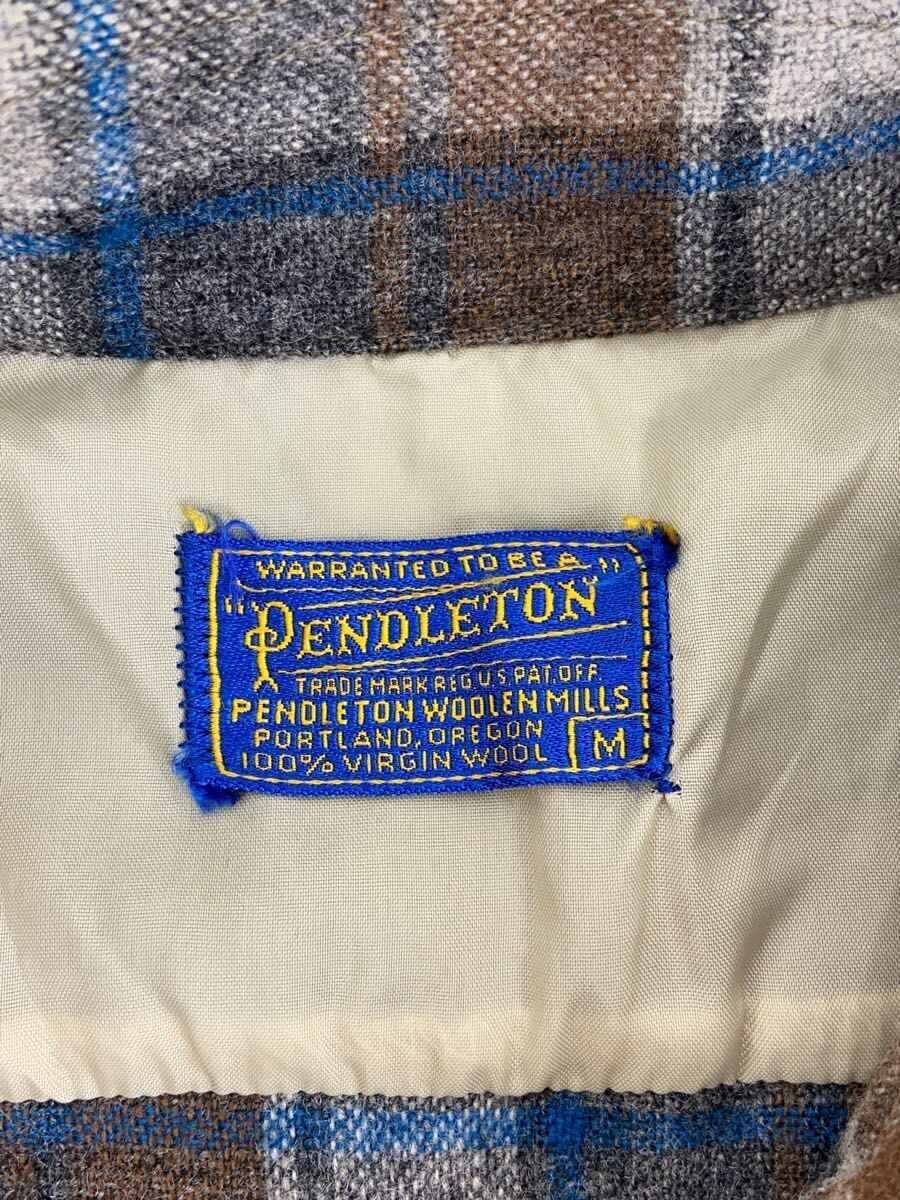 WARRANTED TO BE A
"PENDLETON"
TRADE MARK REG. U.S. PAT. OFF.
PENDLETON WOOLEN MILLS
PORTLAND, OREGON
100% VIRGIN WOOL M